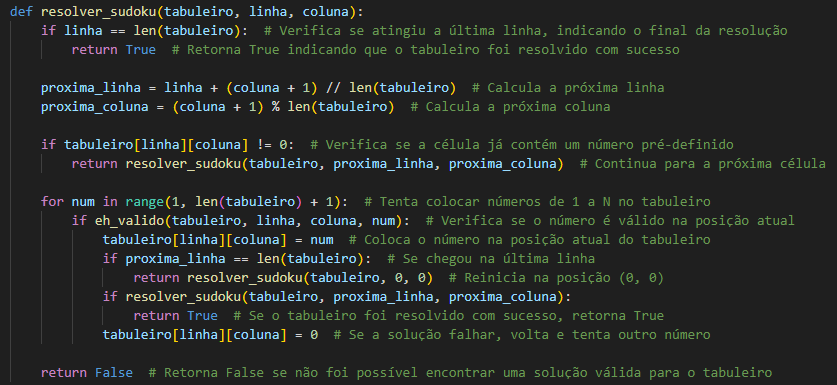 def resolver_sudoku(tabuleiro, linha, coluna):
    if linha == len(tabuleiro):  # Verifica se atingiu a última linha, indicando o final da resolução
        return True  # Retorna True indicando que o tabuleiro foi resolvido com sucesso
    proxima_linha = linha + (coluna + 1) // len(tabuleiro)  # Calcula a próxima linha
    proxima_coluna = (coluna + 1) % len(tabuleiro)  # Calcula a próxima coluna
    if tabuleiro[linha][coluna] != 0:  # Verifica se a célula já contém um número pré-definido
        return resolver_sudoku(tabuleiro, proxima_linha, proxima_coluna)  # Continua para a próxima célula
    for num in range(1, len(tabuleiro) + 1):  # Tenta colocar números de 1 a N no tabuleiro
        if eh_valido(tabuleiro, linha, coluna, num):  # Verifica se o número é válido na posição atual
            tabuleiro[linha][coluna] = num  # Coloca o número na posição atual do tabuleiro
            if proxima_linha == len(tabuleiro):  # Se chegou na última linha
                return resolver_sudoku(tabuleiro, 0, 0)  # Reinicia na posição (0, 0)
            if resolver_sudoku(tabuleiro, proxima_linha, proxima_coluna):
                return True  # Se o tabuleiro foi resolvido com sucesso, retorna True
            tabuleiro[linha][coluna] = 0  # Se a solução falhar, volta e tenta outro número
    return False  # Retorna False se não foi possível encontrar uma solução válida para o tabuleiro